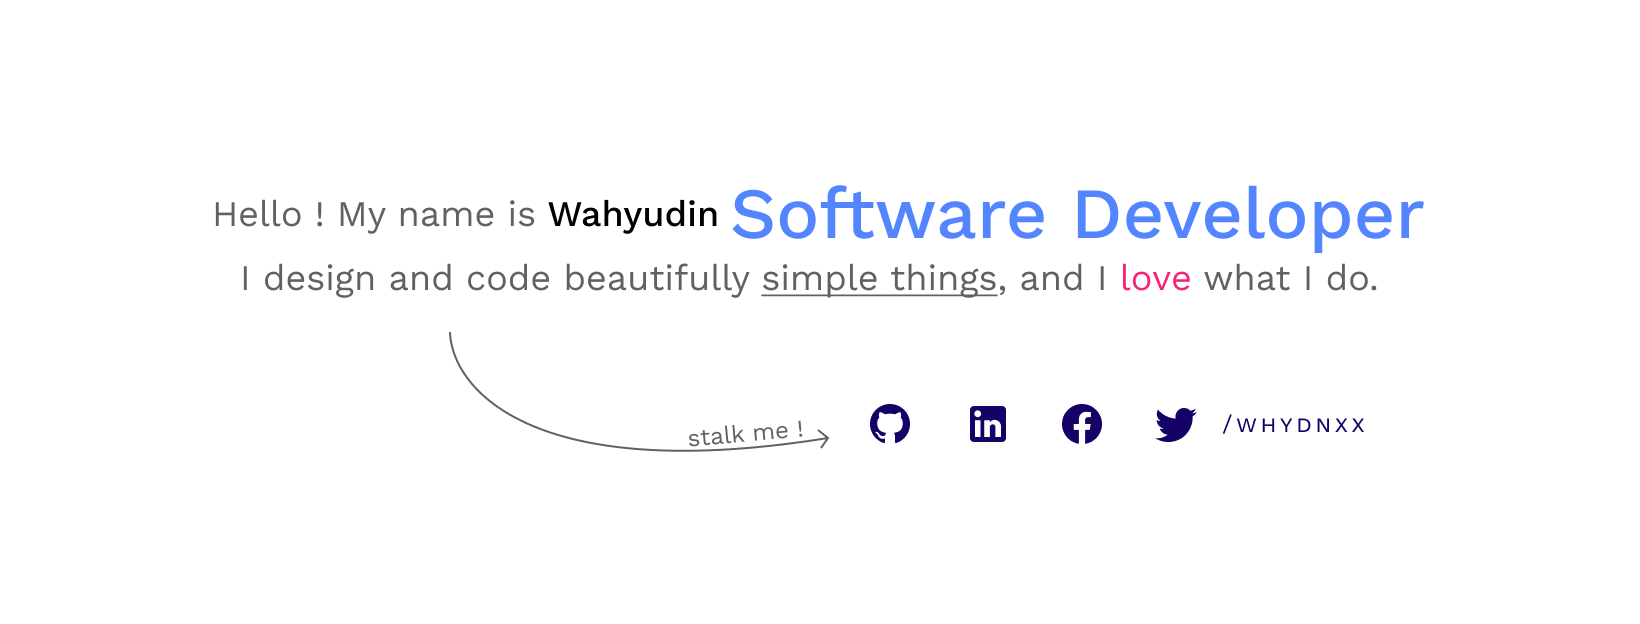 Hello ! My name is Wahyudin Software Developer
I design and code beautifully simple things, and I love what I do.
stalk me !
/WHYDNXX